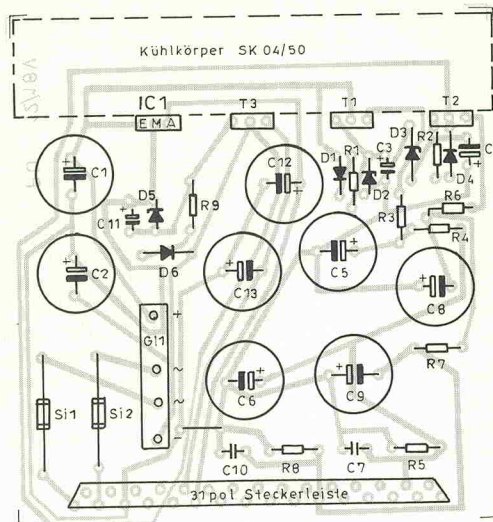 Kühlkörper SK 04/50
IC1 T3 T1 T2
E M A
D3 R2 C
C1 C12 D1 R1 C3
D2 D4
D5 R9 R3 R6
C11 R4
D6
C2 C13 C5 C8
Gl1 +
~
~
-
R7
C6 C9
Si1 Si2
C10 R8 C7 R5
31pol Steckerleiste